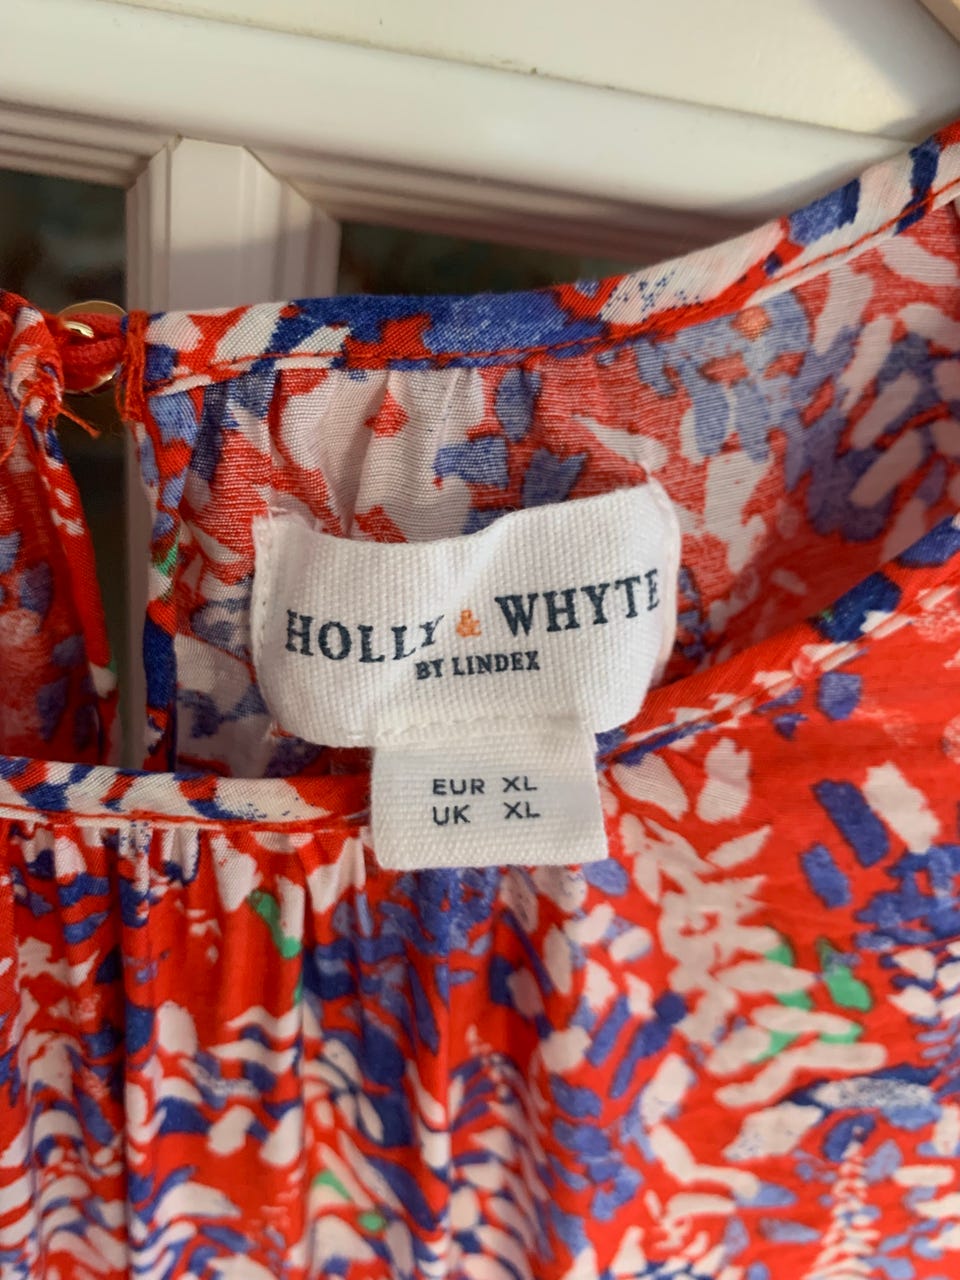 HOLLY & WHYTE
BY LINDEX
EUR XL
UK XL